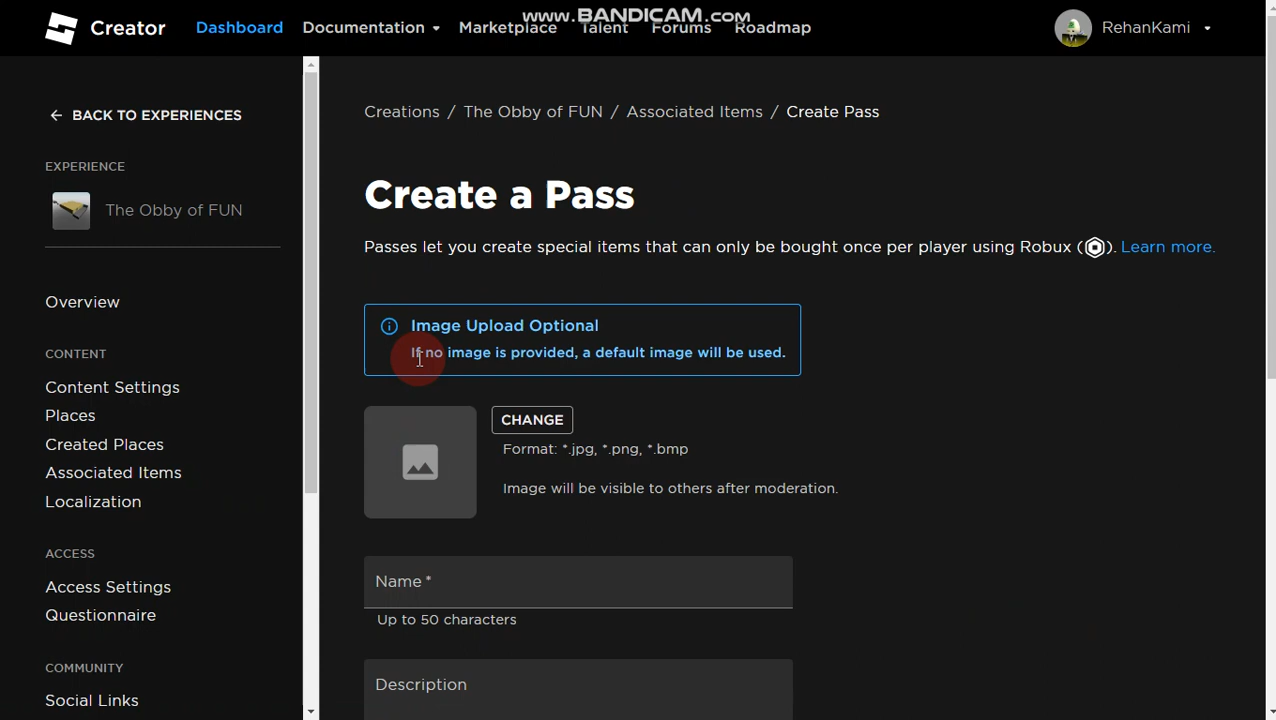 www.BANDICAM.com
Creator Dashboard Documentation Marketplace Talent Forums Roadmap RehanKami
BACK TO EXPERIENCES
EXPERIENCE
The Obby of FUN
Overview
CONTENT
Content Settings
Places
Created Places
Associated Items
Localization
ACCESS
Access Settings
Questionnaire
COMMUNITY
Social Links
Creations / The Obby of FUN / Associated Items / Create Pass
Create a Pass
Passes let you create special items that can only be bought once per player using Robux ( ). Learn more.
Image Upload Optional
If no image is provided, a default image will be used.
CHANGE
Format: *.jpg, *.png, *.bmp
Image will be visible to others after moderation.
Name *
Up to 50 characters
Description